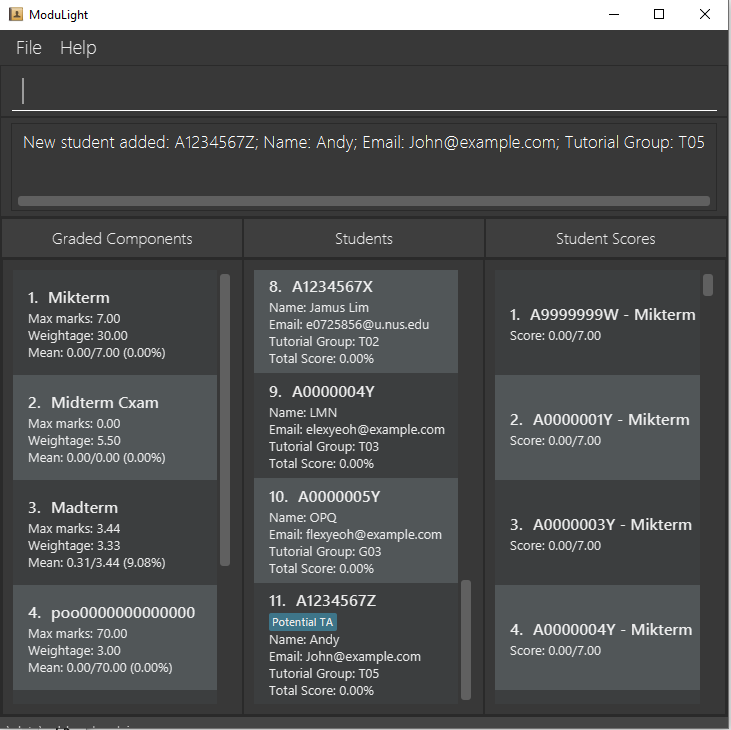 ModuLight
File Help
New student added: A1234567Z; Name: Andy; Email: John@example.com; Tutorial Group: T05
Graded Components
1. Mikterm
Max marks: 7.00
Weightage: 30.00
Mean: 0.00/7.00 (0.00%)
2. Midterm Cxam
Max marks: 0.00
Weightage: 5.50
Mean: 0.00/0.00 (0.00%)
3. Madterm
Max marks: 3.44
Weightage: 3.33
Mean: 0.31/3.44 (9.08%)
4. poo0000000000000
Max marks: 70.00
Weightage: 3.00
Mean: 0.00/70.00 (0.00%)
Students
8. A1234567X
Name: Jamus Lim
Email: e0725856@u.nus.edu
Tutorial Group: T02
Total Score: 0.00%
9. A0000004Y
Name: LMN
Email: elexyeoh@example.com
Tutorial Group: T03
Total Score: 0.00%
10. A0000005Y
Name: OPQ
Email: flexyeoh@example.com
Tutorial Group: G03
Total Score: 0.00%
11. A1234567Z
Potential TA
Name: Andy
Email: John@example.com
Tutorial Group: T05
Total Score: 0.00%
Student Scores
1. A9999999W - Mikterm
Score: 0.00/7.00
2. A0000001Y - Mikterm
Score: 0.00/7.00
3. A0000003Y - Mikterm
Score: 0.00/7.00
4. A0000004Y - Mikterm
Score: 0.00/7.00